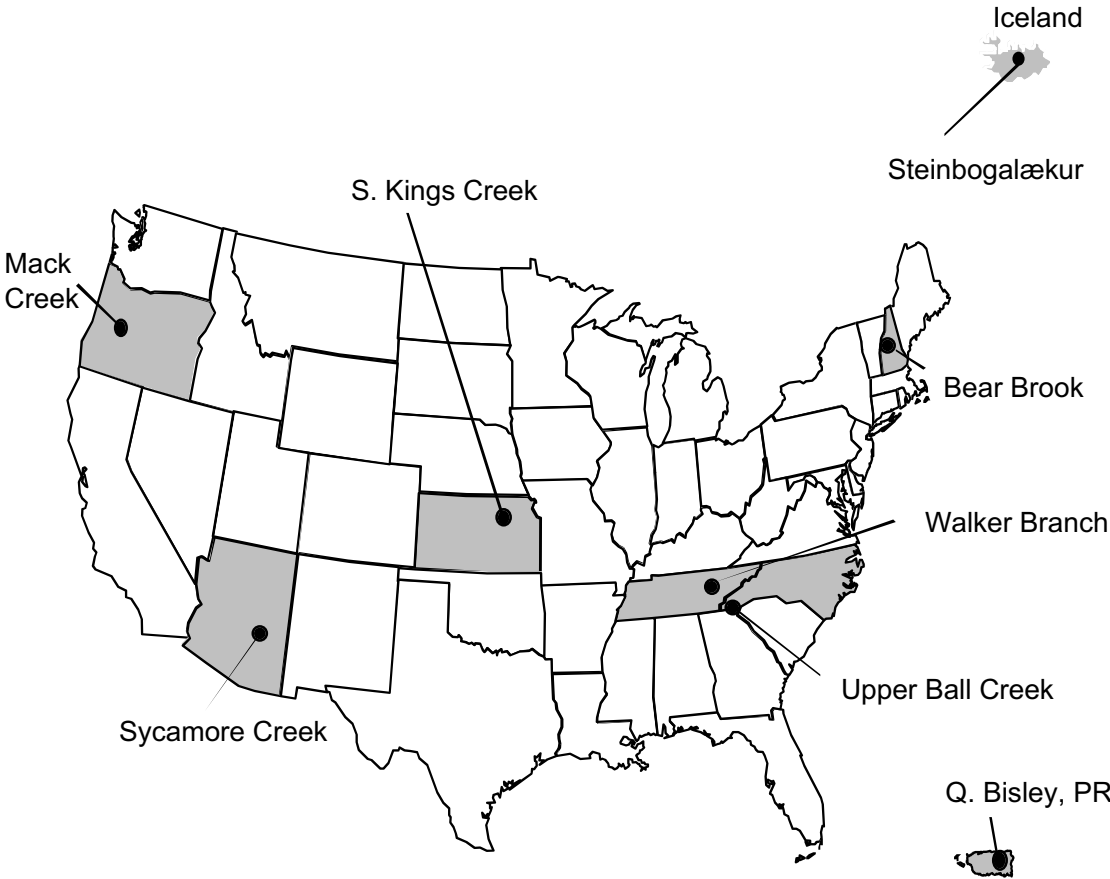 Iceland
Steinbogalækur
S. Kings Creek
Mack
Creek
Bear Brook
Walker Branch
Upper Ball Creek
Sycamore Creek
Q. Bisley, PR